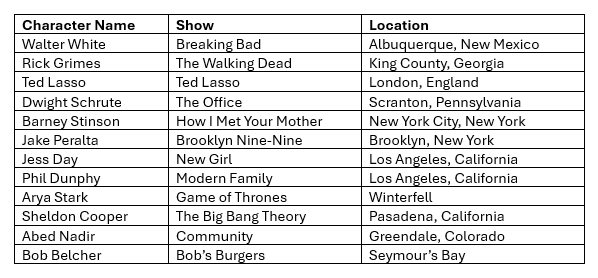 Character Name Show Location
Walter White Breaking Bad Albuquerque, New Mexico
Rick Grimes The Walking Dead King County, Georgia
Ted Lasso Ted Lasso London, England
Dwight Schrute The Office Scranton, Pennsylvania
Barney Stinson How I Met Your Mother New York City, New York
Jake Peralta Brooklyn Nine-Nine Brooklyn, New York
Jess Day New Girl Los Angeles, California
Phil Dunphy Modern Family Los Angeles, California
Arya Stark Game of Thrones Winterfell
Sheldon Cooper The Big Bang Theory Pasadena, California
Abed Nadir Community Greendale, Colorado
Bob Belcher Bob’s Burgers Seymour’s Bay